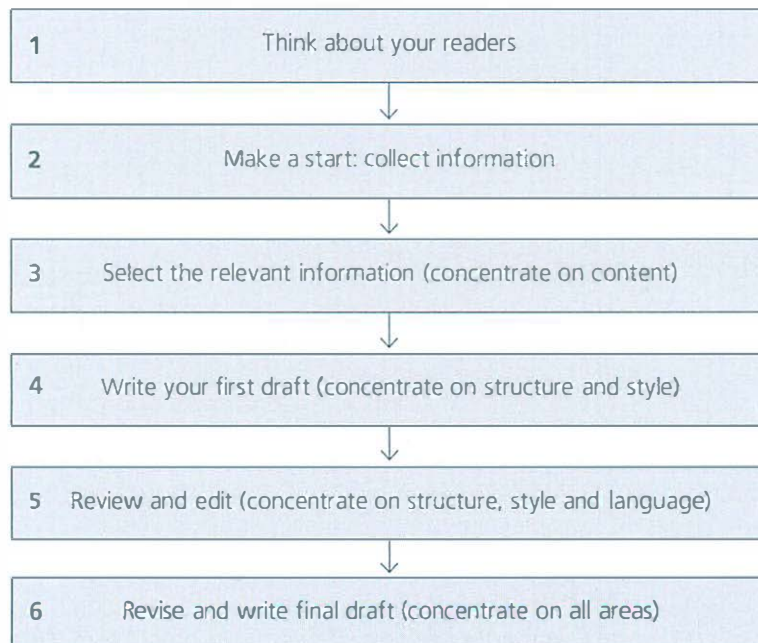 1 Think about your readers
2 Make a start: collect information
3 Select the relevant information (concentrate on content)
4 Write your first draft (concentrate on structure and style)
5 Review and edit (concentrate on structure, style and language)
6 Revise and write final draft (concentrate on all areas)